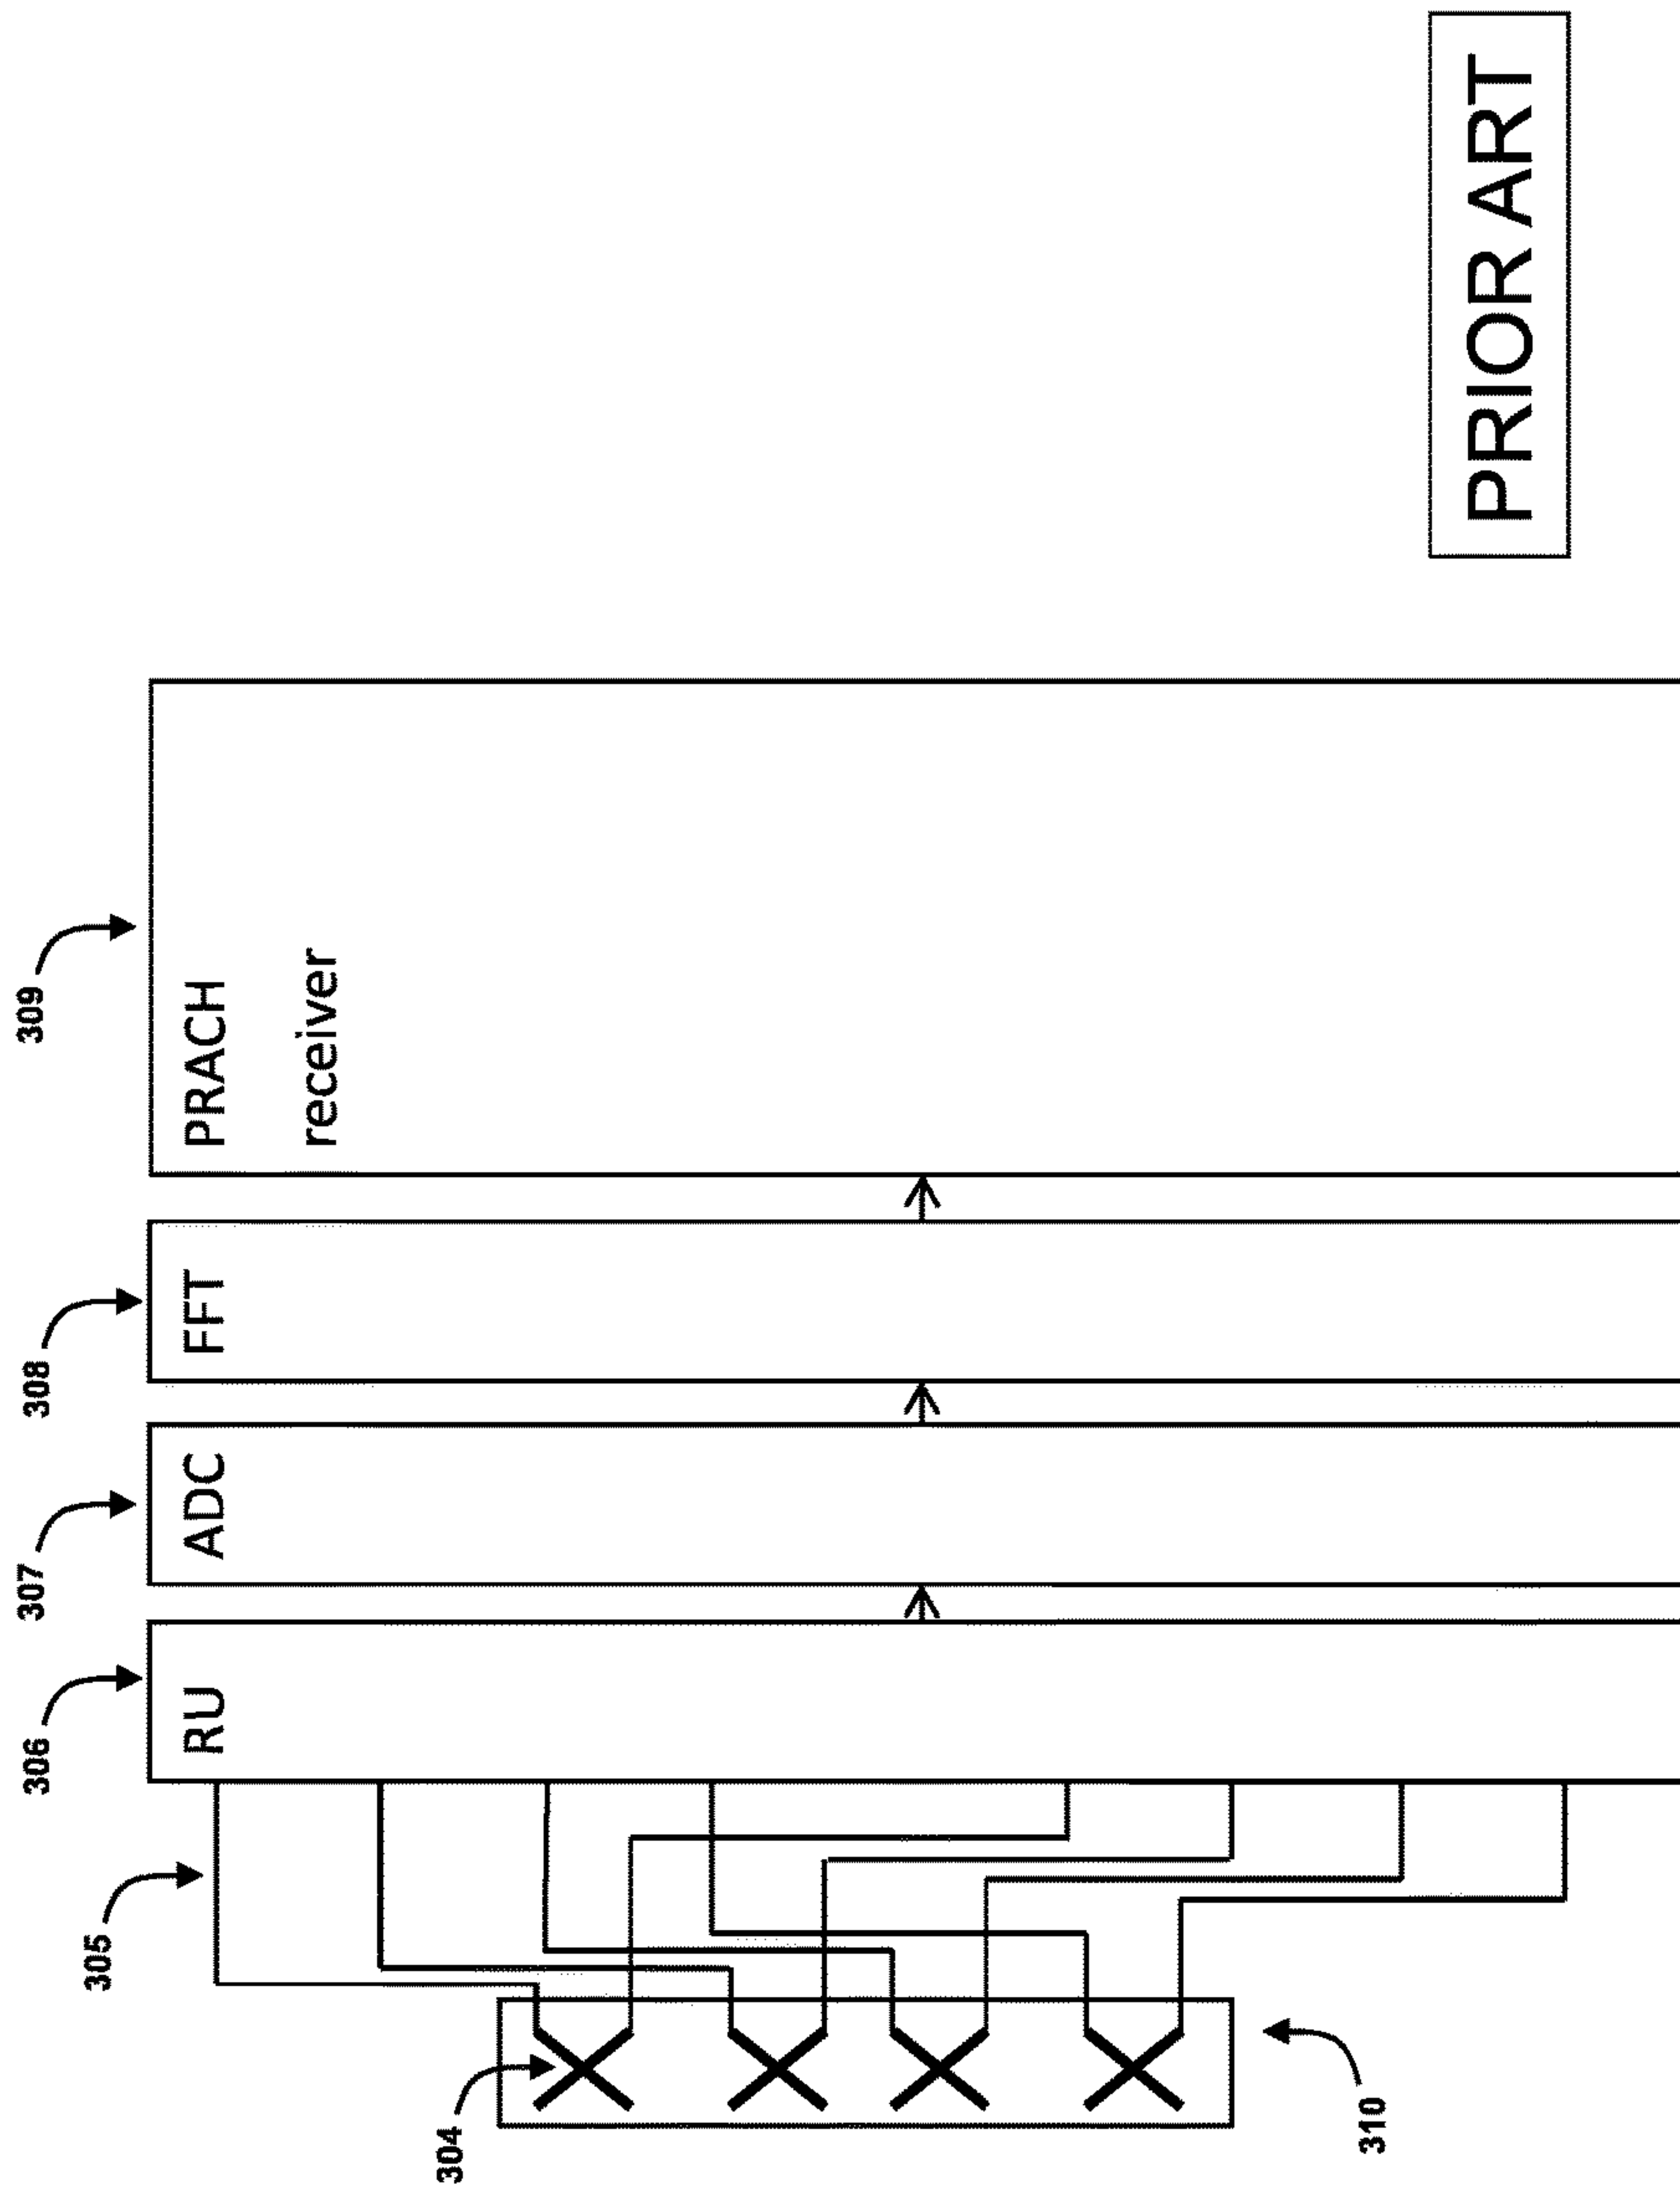 304
310
305
306
RU
307
ADC
308
FFT
309
PRACH
receiver
PRIOR ART